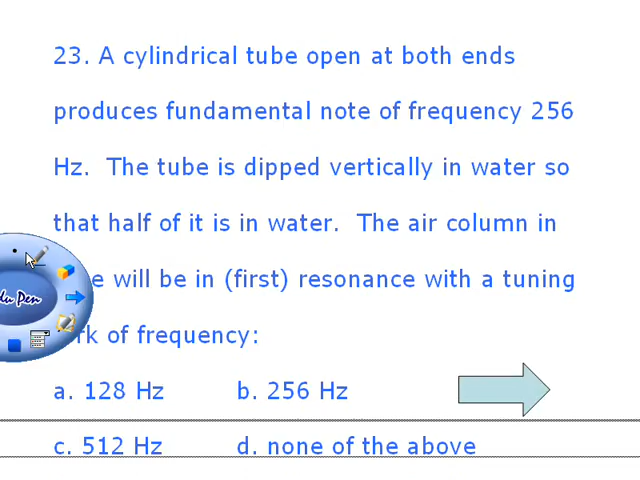 23. A cylindrical tube open at both ends
produces fundamental note of frequency 256
Hz. The tube is dipped vertically in water so
that half of it is in water. The air column in
will be in (first) resonance with a tuning
of frequency:
a. 128 Hz b. 256 Hz
c. 512 Hz d. none of the above
Pen